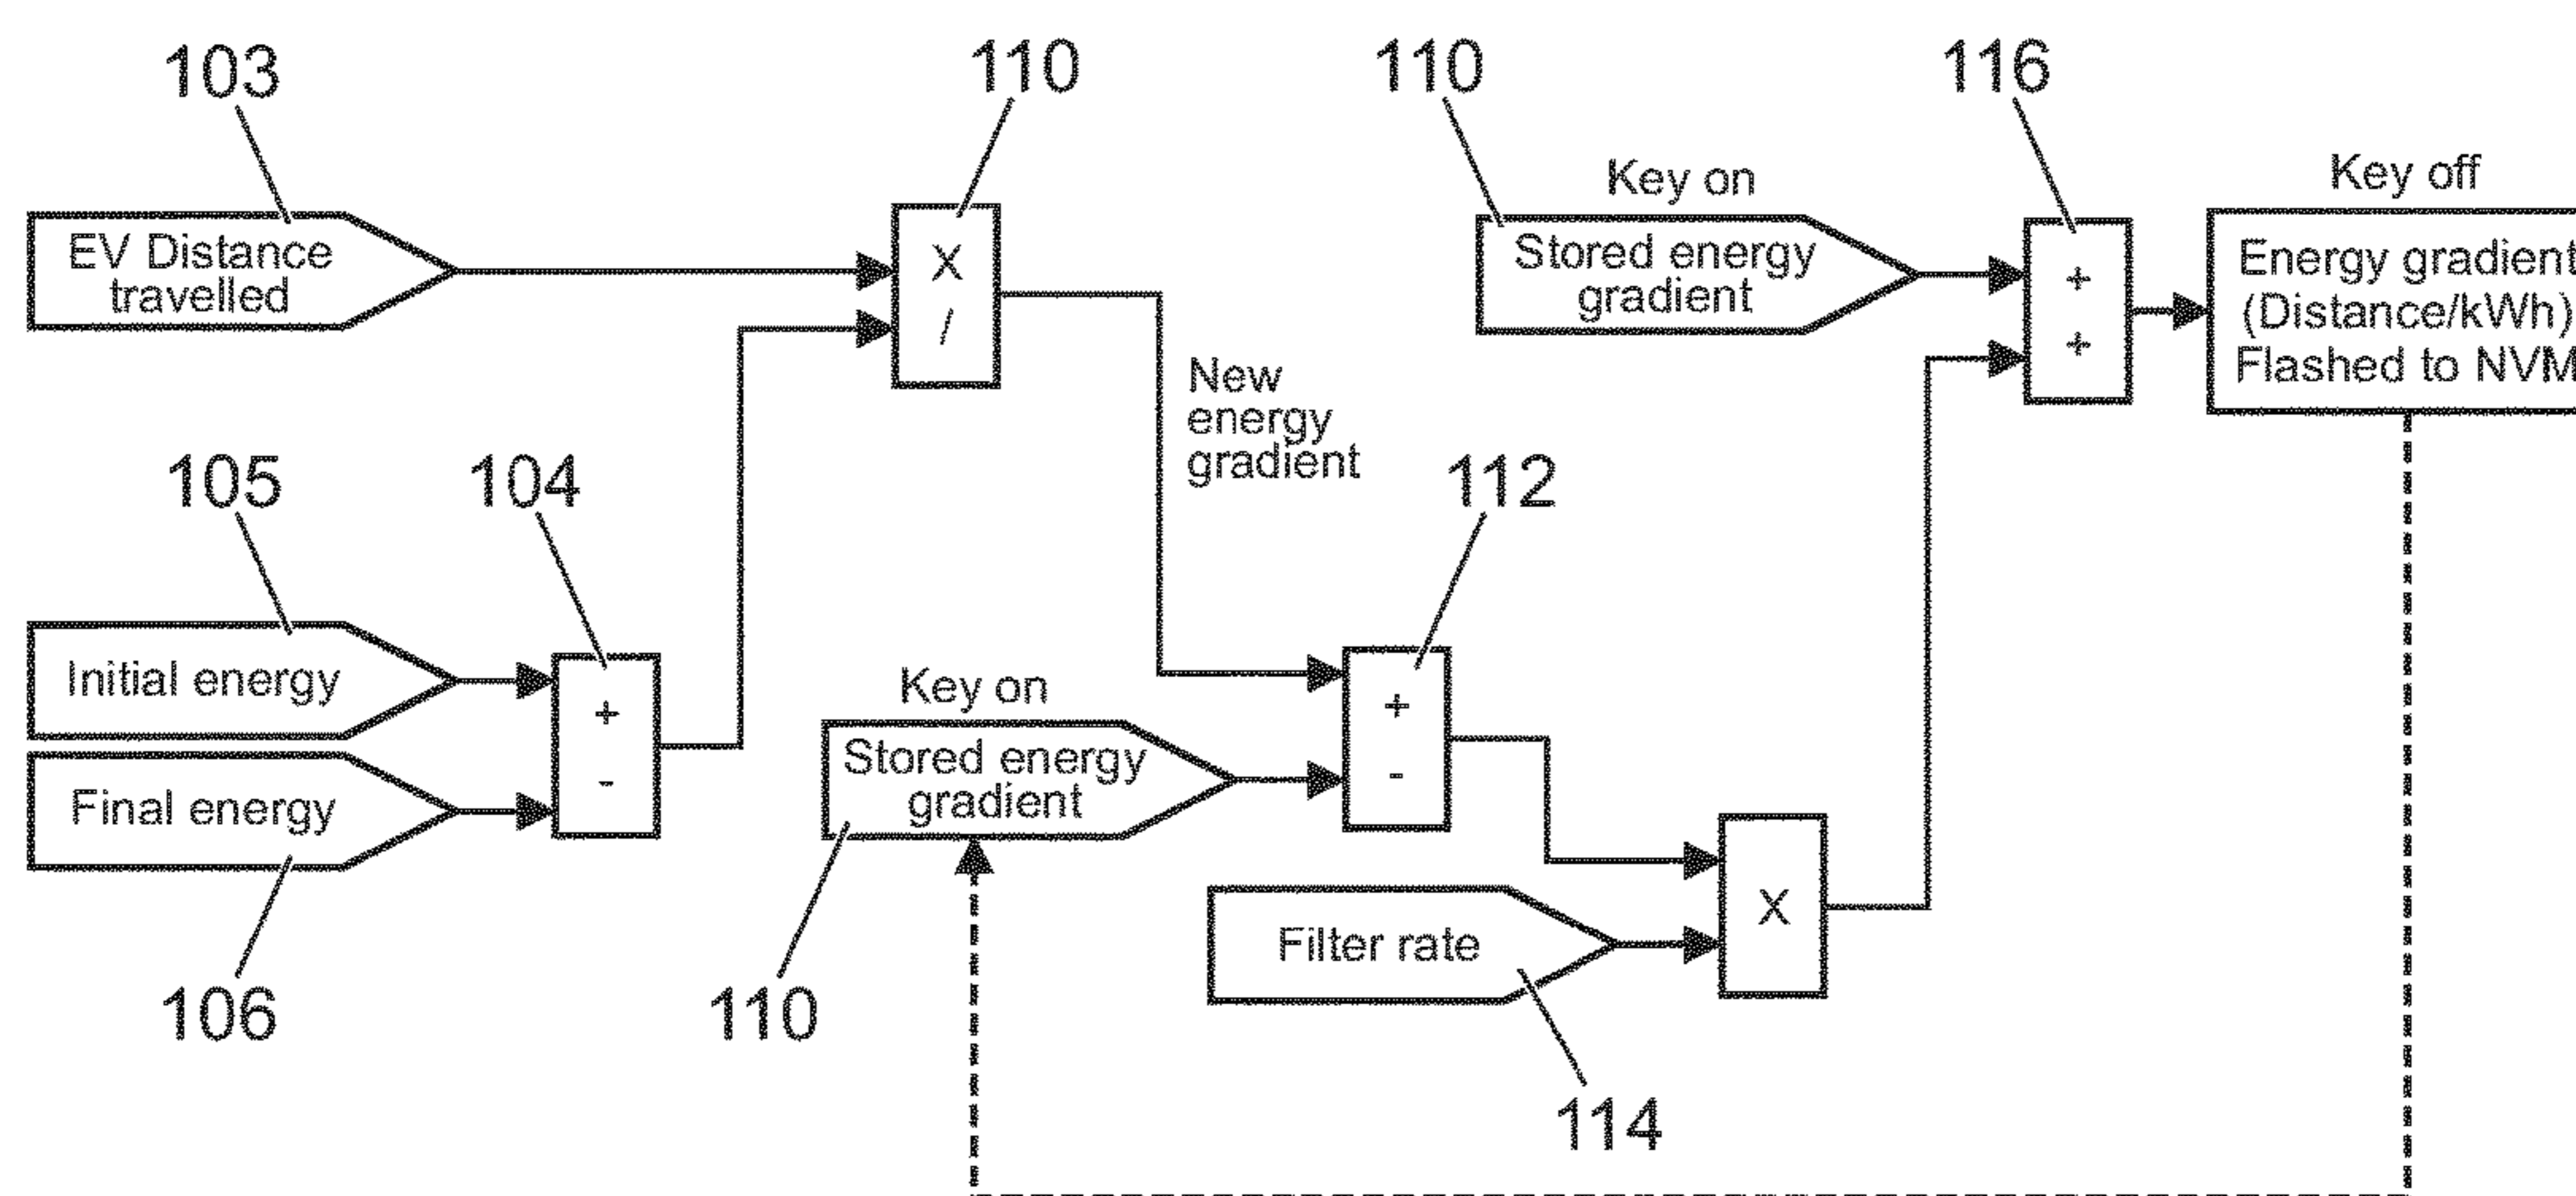 103
110
110
116
Key on
Key off
EV Distance
travelled
X
/
Stored energy
gradient
+
+
Energy gradient
(Distance/kWh)
Flashed to NVM
New
energy
gradient
105
104
112
Initial energy
+
-
Final energy
Key on
Stored energy
gradient
+
-
X
Filter rate
106
110
114